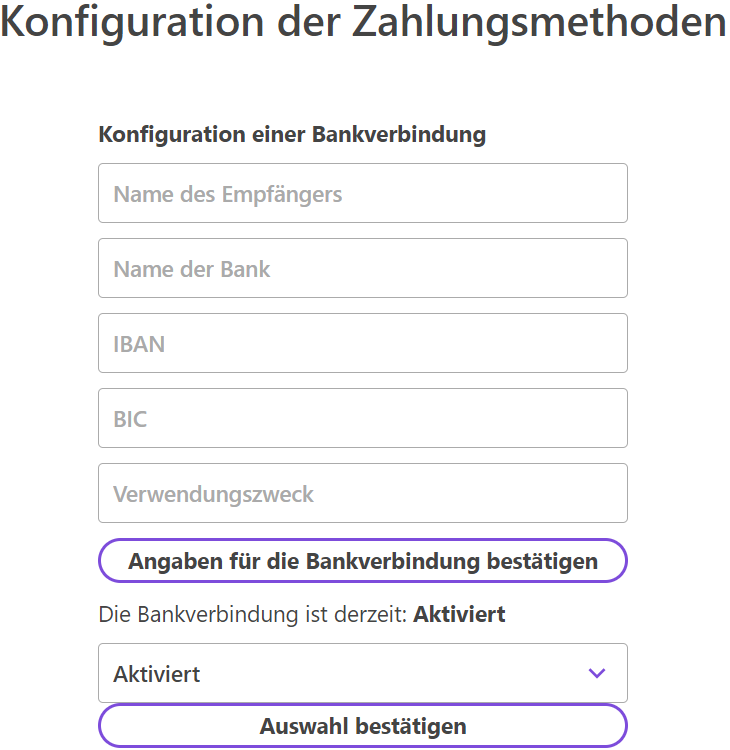 Konfiguration der Zahlungsmethoden
Konfiguration einer Bankverbindung
Name des Empfängers
Name der Bank
IBAN
BIC
Verwendungszweck
Angaben für die Bankverbindung bestätigen
Die Bankverbindung ist derzeit: Aktiviert
Aktiviert
Auswahl bestätigen